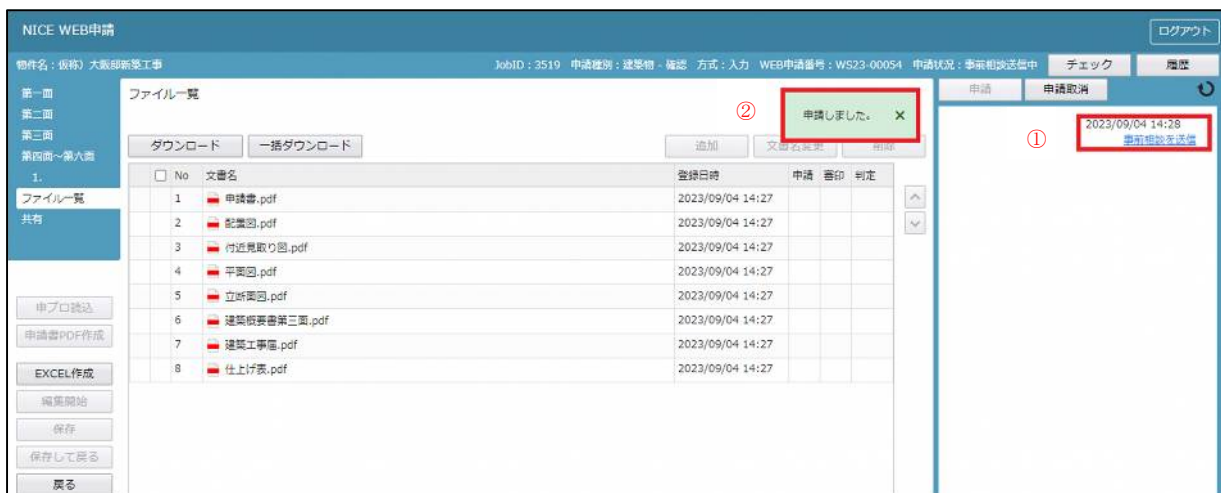 NICE WEB申請
ログアウト
物件名：仮称）大阪邸新築工事
JobID：3519 申請種別：建築物 - 確認 方式：入力 WEB申請番号：WS23-00054 申請状況：事前相談送信中
チェック
履歴
第一面
第二面
第三面
第四面～第六面
1.
ファイル一覧
共有
申プロ読込
申請書PDF作成
EXCEL作成
編集開始
保存
保存して戻る
戻る
ファイル一覧
②
申請しました。 ×
ダウンロード
一括ダウンロード
追加
文書名変更
削除
No 文書名 登録日時 申請 審印 判定
1 申請書.pdf 2023/09/04 14:27
2 配置図.pdf 2023/09/04 14:27
3 付近見取り図.pdf 2023/09/04 14:27
4 平面図.pdf 2023/09/04 14:27
5 立断面図.pdf 2023/09/04 14:27
6 建築概要書第三面.pdf 2023/09/04 14:27
7 建築工事届.pdf 2023/09/04 14:27
8 仕上げ表.pdf 2023/09/04 14:27
申請
申請取消
①
2023/09/04 14:28
事前相談を送信